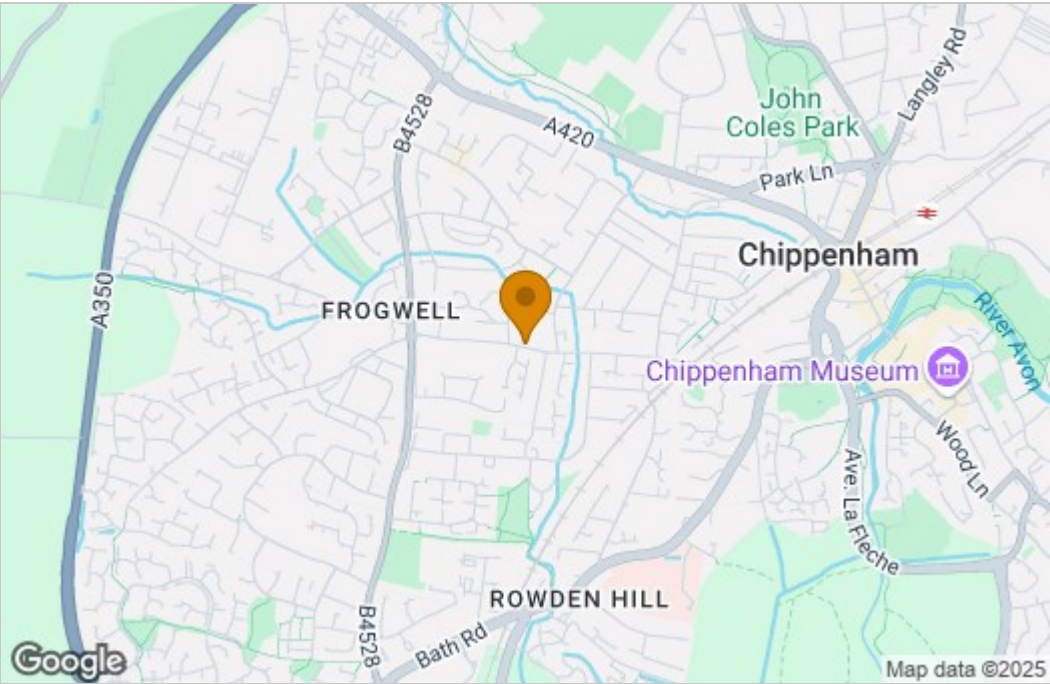 John
Coles Park
Langley Rd
B4528
A420
Park Ln
Chippenham
A350
FROGWELL
River Avon
Chippenham Museum
Wood Ln
Ave. La Fleche
ROWDEN HILL
B4528
Bath Rd
Google
Map data ©2025